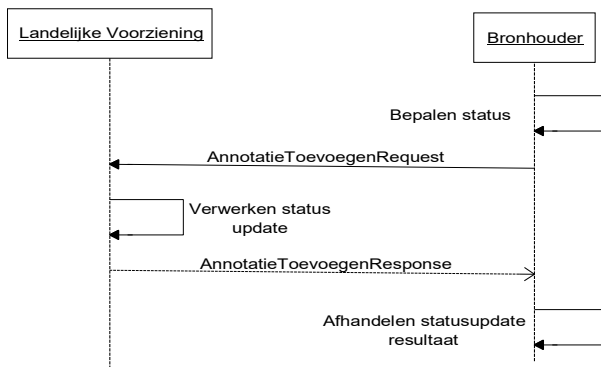 Landelijke Voorziening
Bronhouder
Bepalen status
AnnotatieToevoegenRequest
Verwerken status
update
AnnotatieToevoegenResponse
Afhandelen statusupdate
resultaat